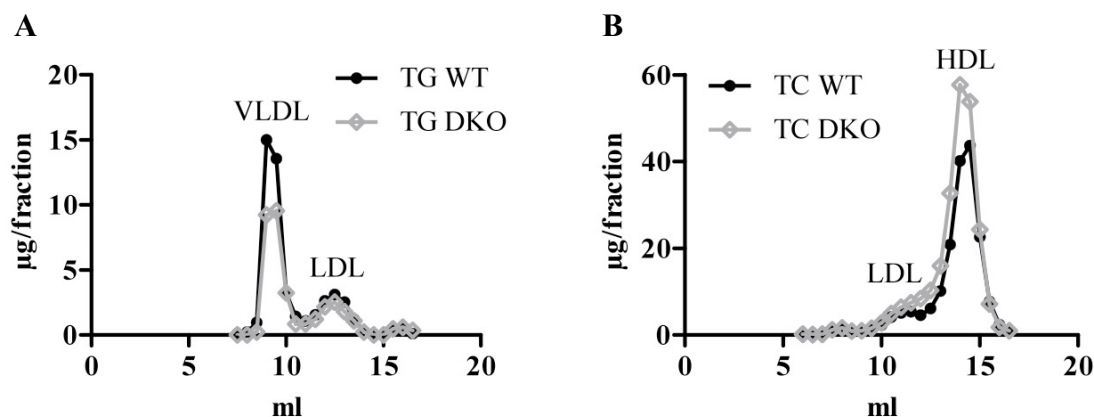 A
µg/fraction
20
15
10
5
0
VLDL
LDL
TG WT
TG DKO
0 5 10 15 20
ml
B
µg/fraction
60
40
20
0
TC WT
TC DKO
LDL
HDL
0 5 10 15 20
ml